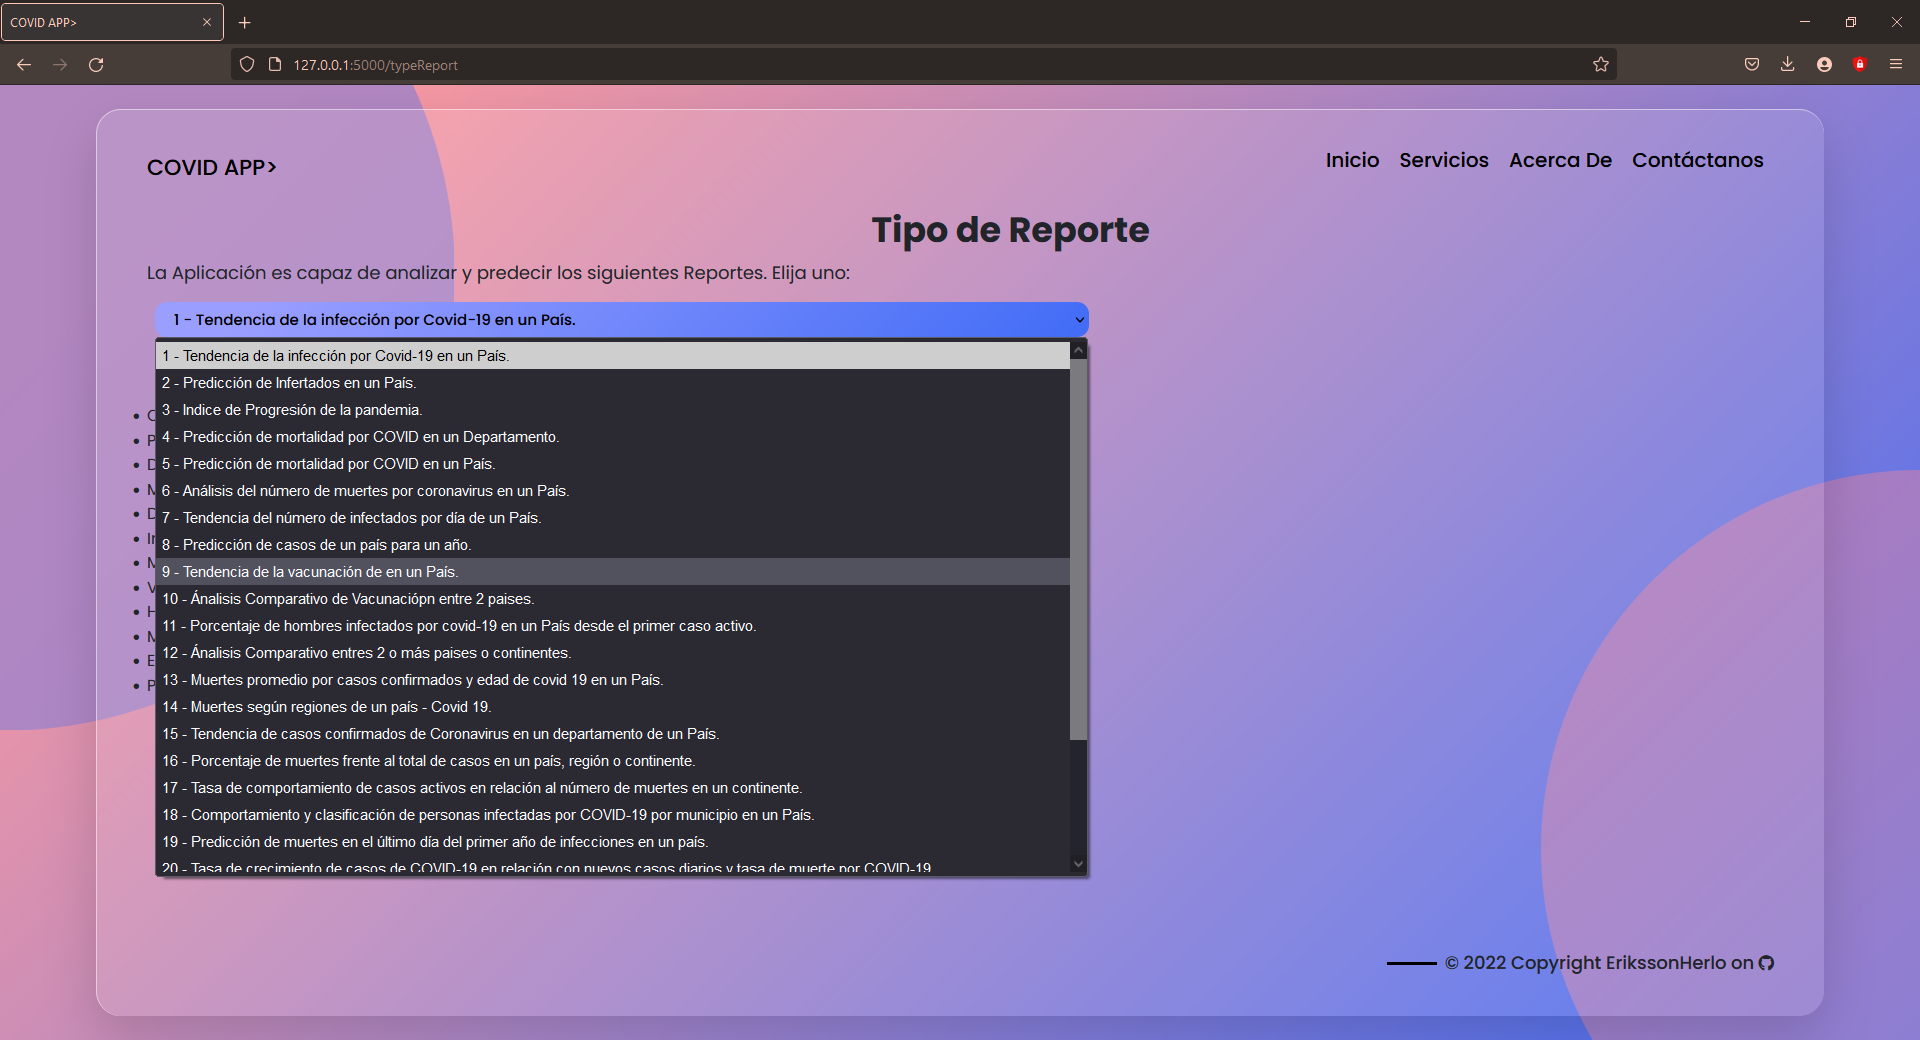 COVID APP>
127.0.0.1:5000/typeReport
COVID APP>
Inicio Servicios Acerca De Contáctanos
Tipo de Reporte
La Aplicación es capaz de analizar y predecir los siguientes Reportes. Elija uno:
1 - Tendencia de la infección por Covid-19 en un País.
1 - Tendencia de la infección por Covid-19 en un País.
2 - Predicción de Infertados en un País.
3 - Indice de Progresión de la pandemia.
4 - Predicción de mortalidad por COVID en un Departamento.
5 - Predicción de mortalidad por COVID en un País.
6 - Análisis del número de muertes por coronavirus en un País.
7 - Tendencia del número de infectados por día de un País.
8 - Predicción de casos de un país para un año.
9 - Tendencia de la vacunación de en un País.
10 - Ánalisis Comparativo de Vacunaciópn entre 2 paises.
11 - Porcentaje de hombres infectados por covid-19 en un País desde el primer caso activo.
12 - Ánalisis Comparativo entres 2 o más paises o continentes.
13 - Muertes promedio por casos confirmados y edad de covid 19 en un País.
14 - Muertes según regiones de un país - Covid 19.
15 - Tendencia de casos confirmados de Coronavirus en un departamento de un País.
16 - Porcentaje de muertes frente al total de casos en un país, región o continente.
17 - Tasa de comportamiento de casos activos en relación al número de muertes en un continente.
18 - Comportamiento y clasificación de personas infectadas por COVID-19 por municipio en un País.
19 - Predicción de muertes en el último día del primer año de infecciones en un país.
20 - Tasa de crecimiento de casos de COVID-19 en relación con nuevos casos diarios y tasa de muerte por COVID-19
© 2022 Copyright ErikssonHerlo on